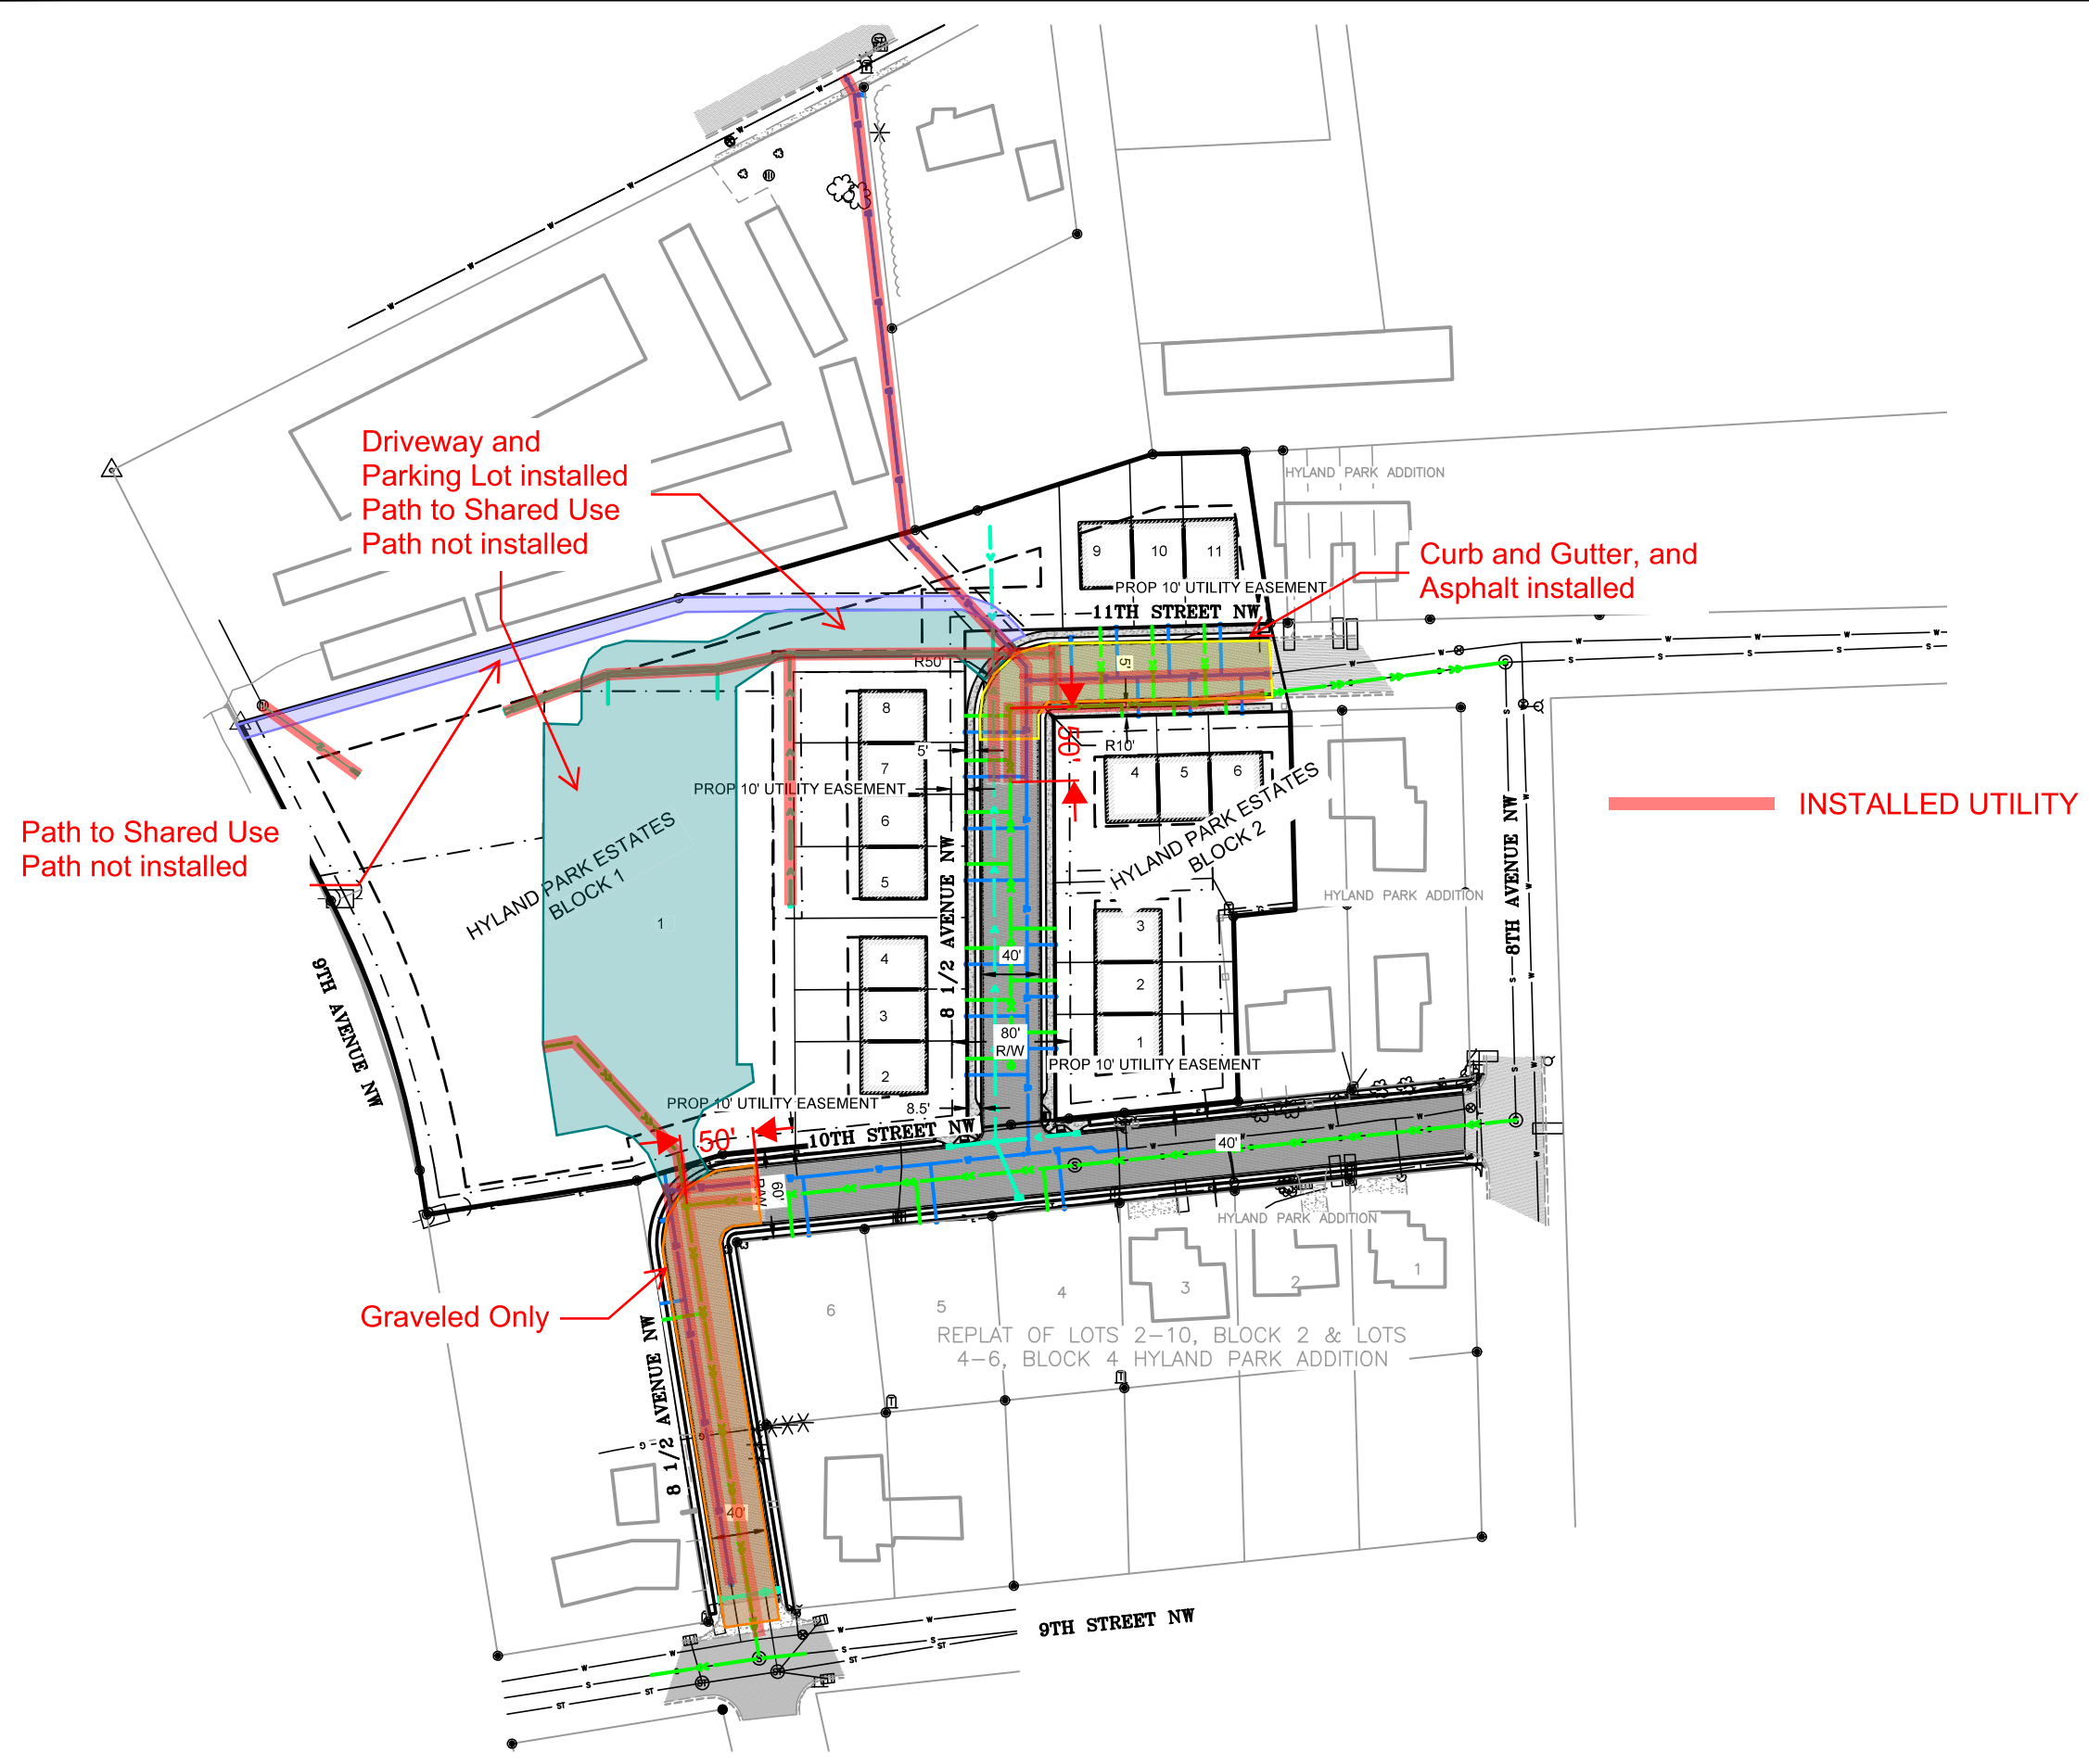 Driveway and
Parking Lot installed
Path to Shared Use
Path not installed
HYLAND PARK ADDITION
Curb and Gutter, and
Asphalt installed
9
10
11
PROP 10' UTILITY EASEMENT
11TH STREET NW
R50'
5'
8
5'
R10'
50'
7
4
5
6
PROP 10' UTILITY EASEMENT
INSTALLED UTILITY
6
Path to Shared Use
Path not installed
HYLAND PARK ESTATES
BLOCK 1
HYLAND PARK ESTATES
BLOCK 2
5
8TH AVENUE NW
HYLAND PARK ADDITION
1
8 1/2 AVENUE NW
3
4
40'
2
3
9TH AVENUE NW
80'
R/W
1
PROP 10' UTILITY EASEMENT
2
PROP 10' UTILITY EASEMENT
8.5'
50'
10TH STREET NW
40'
60'
R/W
HYLAND PARK ADDITION
Graveled Only
6
5
4
3
2
1
REPLAT OF LOTS 2-10, BLOCK 2 & LOTS
4-6, BLOCK 4 HYLAND PARK ADDITION
8 1/2 AVENUE NW
40'
9TH STREET NW